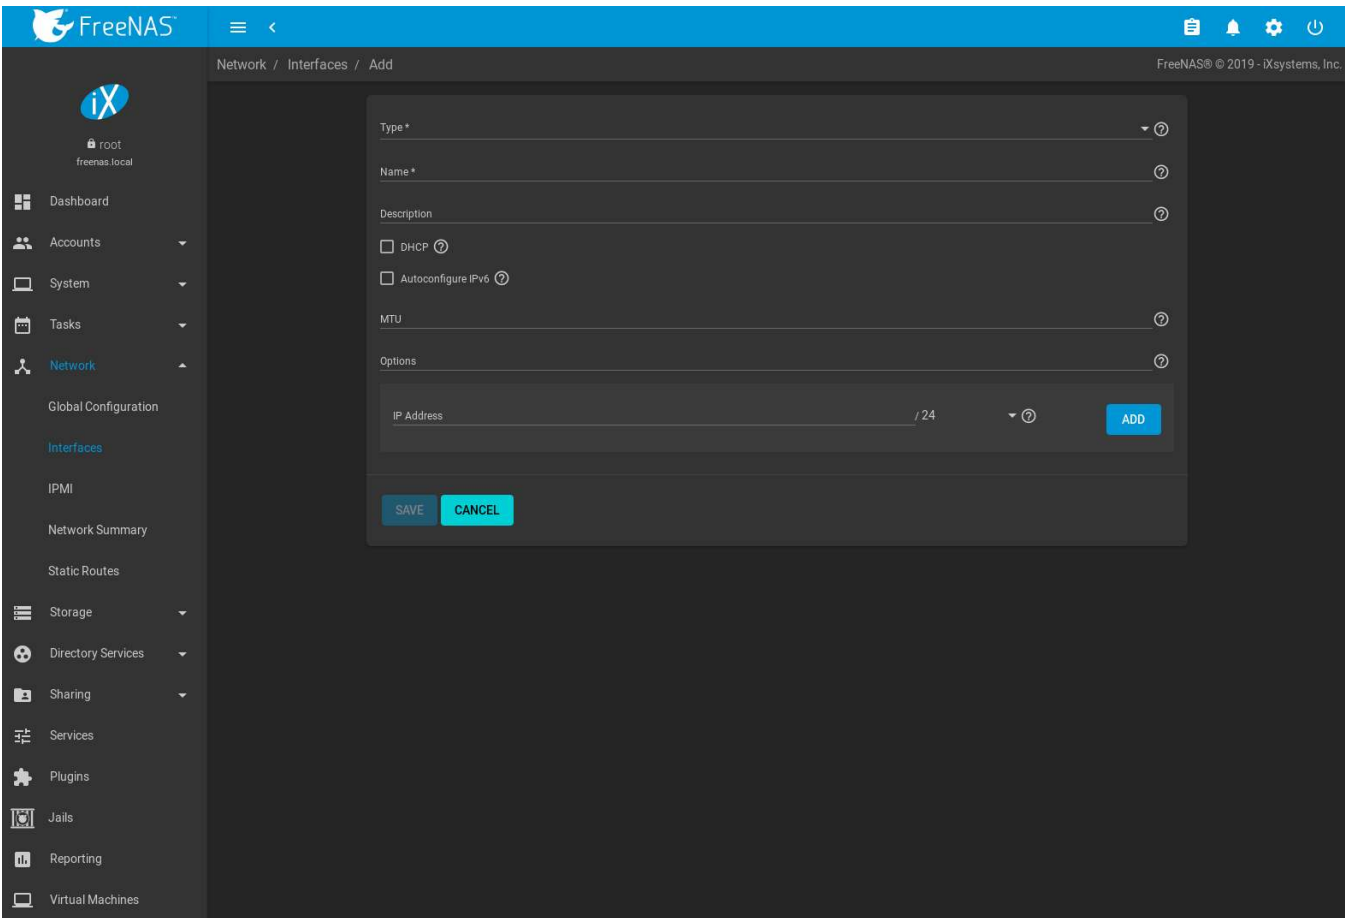 FreeNAS™
Network / Interfaces / Add
FreeNAS® © 2019 - iXsystems, Inc.
iX
root
freenas.local
Dashboard
Accounts
System
Tasks
Network
Global Configuration
Interfaces
IPMI
Network Summary
Static Routes
Storage
Directory Services
Sharing
Services
Plugins
Jails
Reporting
Virtual Machines
Type *
Name *
Description
DHCP
Autoconfigure IPv6
MTU
Options
IP Address / 24 ADD
SAVE CANCEL